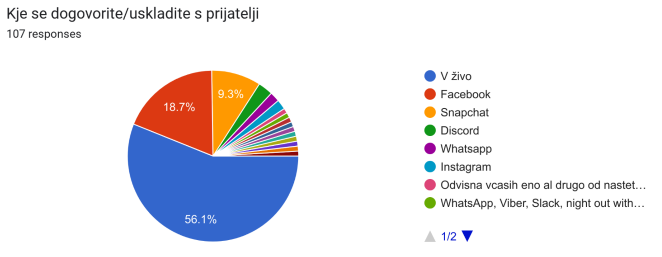 Kje se dogovorite/uskladite s prijatelji
107 responses
9.3%
18.7%
56.1%
V živo
Facebook
Snapchat
Discord
Whatsapp
Instagram
Odvisna vcasih eno al drugo od nastet…
WhatsApp, Viber, Slack, night out with…
1/2